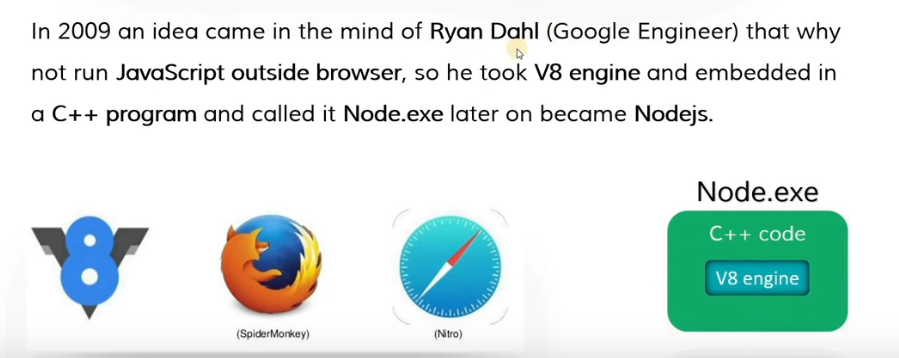 In 2009 an idea came in the mind of Ryan Dahl (Google Engineer) that why
not run JavaScript outside browser, so he took V8 engine and embedded in
a C++ program and called it Node.exe later on became Nodejs.
Node.exe
C++ code
V8 engine
8
(SpiderMonkey)
(Nitro)